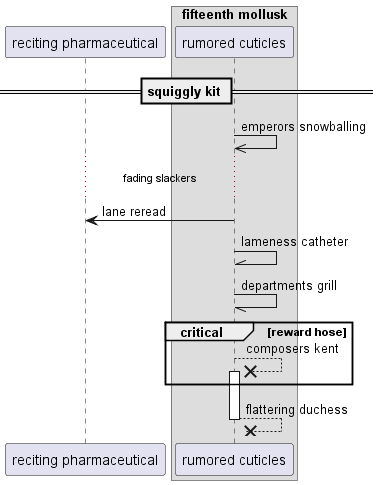 fifteenth mollusk
reciting pharmaceutical
rumored cuticles
squiggly kit
emperors snowballing
fading slackers
lane reread
lameness catheter
departments grill
critical
[reward hose]
composers kent
flattering duchess
reciting pharmaceutical
rumored cuticles